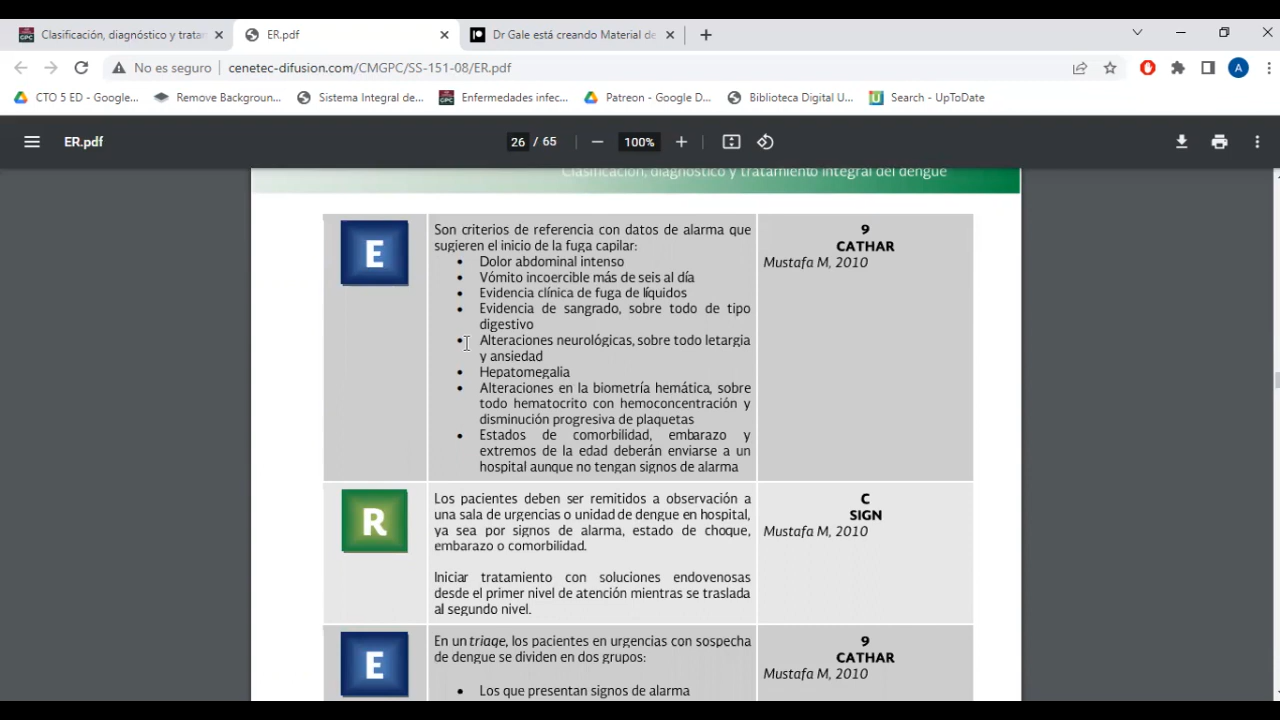 Clasificación, diagnóstico y tratar
ER.pdf
Dr Gale está creando Material de
No es seguro
cenetec-difusion.com/CMGPC/SS-151-08/ER.pdf
A
CTO 5 ED - Google...
Remove Backgroun...
Sistema Integral de...
Enfermedades infec...
Patreon - Google D...
Biblioteca Digital U...
Search - UpToDate
ER.pdf
26 / 65
100%
Clasificación, diagnóstico y tratamiento integral del dengue
E
Son criterios de referencia con datos de alarma que
sugieren el inicio de la fuga capilar:
• Dolor abdominal intenso
• Vómito incoercible más de seis al día
• Evidencia clínica de fuga de líquidos
• Evidencia de sangrado, sobre todo de tipo
digestivo
• Alteraciones neurológicas, sobre todo letargia
y ansiedad
• Hepatomegalia
• Alteraciones en la biometría hemática, sobre
todo hematocrito con hemoconcentración y
disminución progresiva de plaquetas
• Estados de comorbilidad, embarazo y
extremos de la edad deberán enviarse a un
hospital aunque no tengan signos de alarma
9
CATHAR
Mustafa M, 2010
R
Los pacientes deben ser remitidos a observación a
una sala de urgencias o unidad de dengue en hospital,
ya sea por signos de alarma, estado de choque,
embarazo o comorbilidad.
Iniciar tratamiento con soluciones endovenosas
desde el primer nivel de atención mientras se traslada
al segundo nivel.
C
SIGN
Mustafa M, 2010
E
En un triage, los pacientes en urgencias con sospecha
de dengue se dividen en dos grupos:
• Los que presentan signos de alarma
9
CATHAR
Mustafa M, 2010